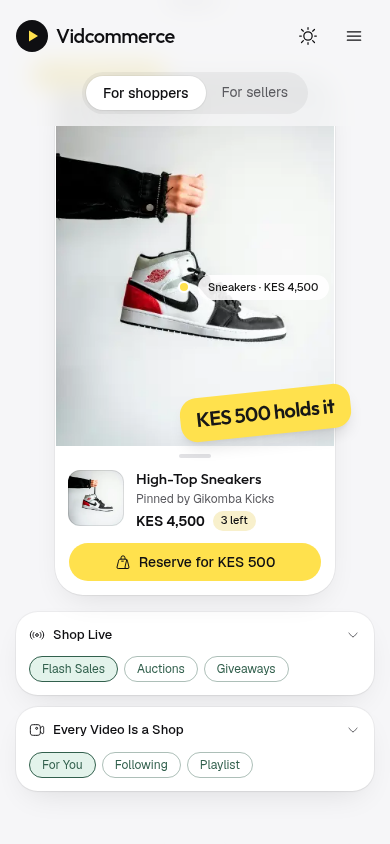 Vidcommerce
For shoppers
For sellers
Sneakers · KES 4,500
KES 500 holds it
High-Top Sneakers
Pinned by Gikomba Kicks
KES 4,500 3 left
Reserve for KES 500
Shop Live
Flash Sales Auctions Giveaways
Every Video Is a Shop
For You Following Playlist